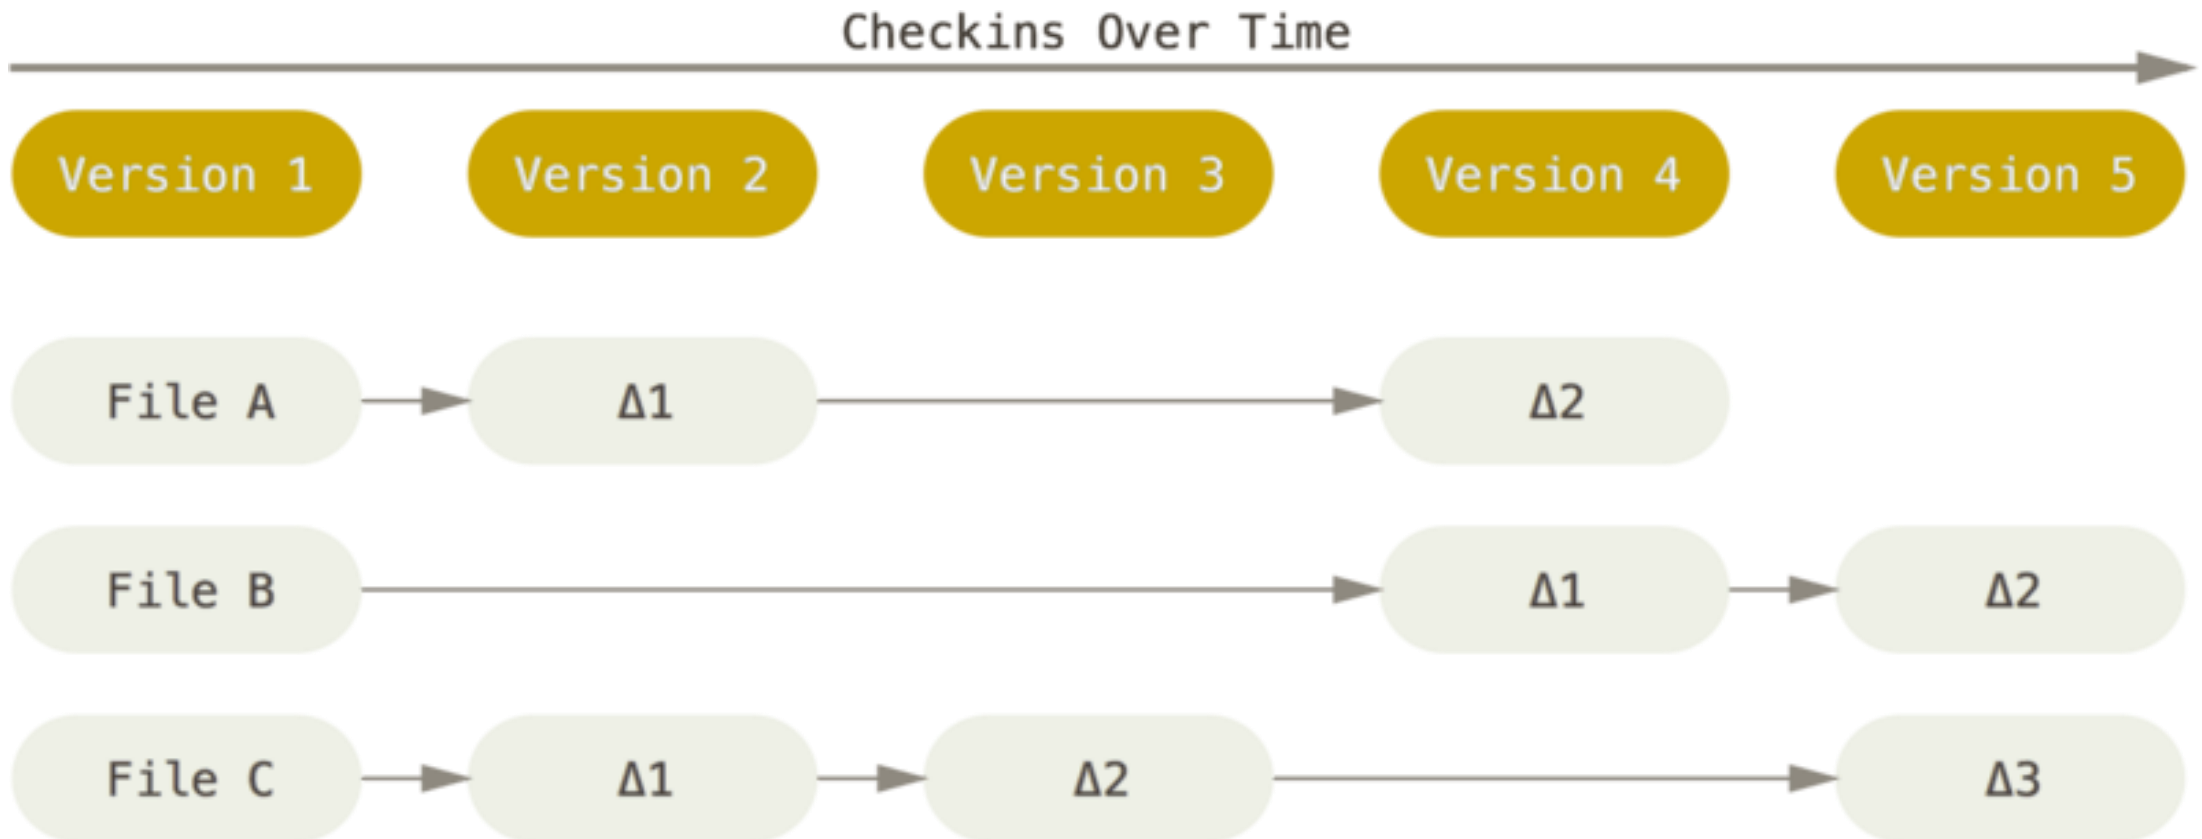 Checkins Over Time
Version 1 Version 2 Version 3 Version 4 Version 5
File A Δ1 Δ2
File B Δ1 Δ2
File C Δ1 Δ2 Δ3